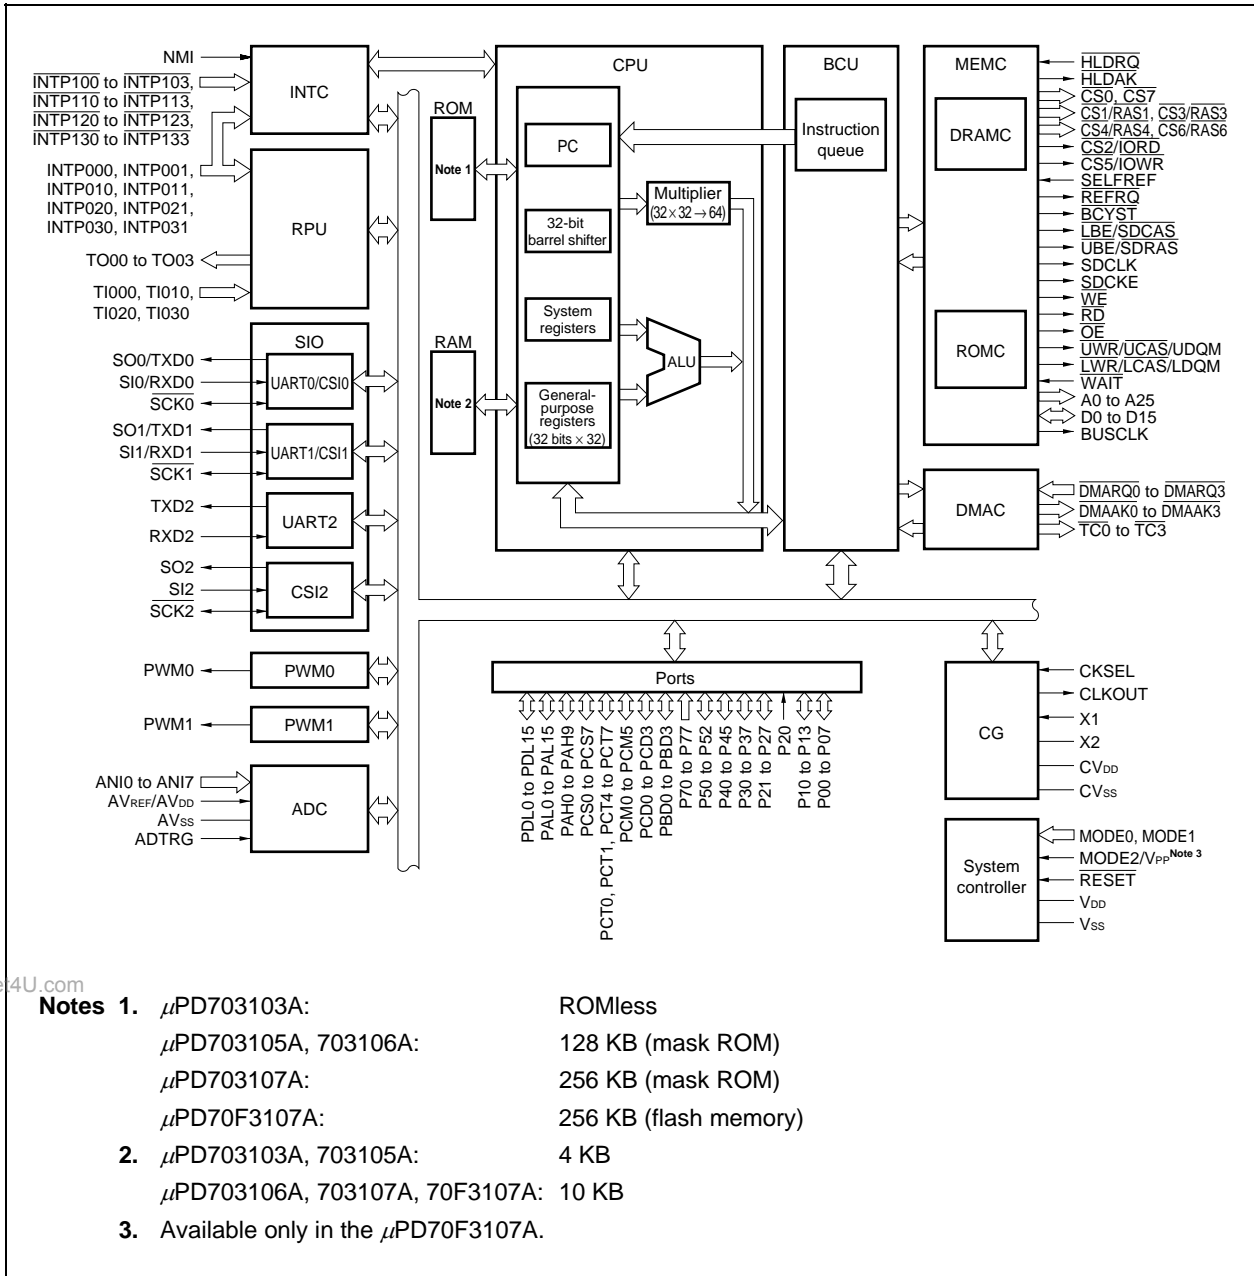 NMI
INTP100 to INTP103,
INTP110 to INTP113,
INTP120 to INTP123,
INTP130 to INTP133
INTP000, INTP001,
INTP010, INTP011,
INTP020, INTP021,
INTP030, INTP031
TO00 to TO03
TI000, TI010,
TI020, TI030
SO0/TXD0
SI0/RXD0
SCK0
SO1/TXD1
SI1/RXD1
SCK1
TXD2
RXD2
SO2
SI2
SCK2
PWM0
PWM1
ANI0 to ANI7
AVREF/AVDD
AVSS
ADTRG
INTC
RPU
SIO
UART0/CSI0
UART1/CSI1
UART2
CSI2
PWM0
PWM1
ADC
ROM
Note 1
RAM
Note 2
CPU
PC
32-bit
barrel shifter
System
registers
General-
purpose
registers
(32 bits × 32)
Multiplier
(32 × 32 → 64)
ALU
BCU
Instruction
queue
MEMC
DRAMC
ROMC
DMAC
HLDRQ
HLDAK
CS0, CS7
CS1/RAS1, CS3/RAS3
CS4/RAS4, CS6/RAS6
CS2/IORD
CS5/IOWR
SELFREF
REFRQ
BCYST
LBE/SDCAS
UBE/SDRAS
SDCLK
SDCKE
WE
RD
OE
UWR/UCAS/UDQM
LWR/LCAS/LDQM
WAIT
A0 to A25
D0 to D15
BUSCLK
DMARQ0 to DMARQ3
DMAAK0 to DMAAK3
TC0 to TC3
Ports
PDL0 to PDL15
PAL0 to PAL15
PAH0 to PAH9
PCS0 to PCS7
PCT0, PCT1, PCT4 to PCT7
PCM0 to PCM5
PCD0 to PCD3
PBD0 to PBD3
P70 to P77
P50 to P52
P40 to P45
P30 to P37
P21 to P27
P20
P10 to P13
P00 to P07
CG
CKSEL
CLKOUT
X1
X2
CVDD
CVSS
System
controller
MODE0, MODE1
MODE2/VPP Note 3
RESET
VDD
VSS
et4U.com
Notes 1. μPD703103A: ROMless
μPD703105A, 703106A: 128 KB (mask ROM)
μPD703107A: 256 KB (mask ROM)
μPD70F3107A: 256 KB (flash memory)
2. μPD703103A, 703105A: 4 KB
μPD703106A, 703107A, 70F3107A: 10 KB
3. Available only in the μPD70F3107A.